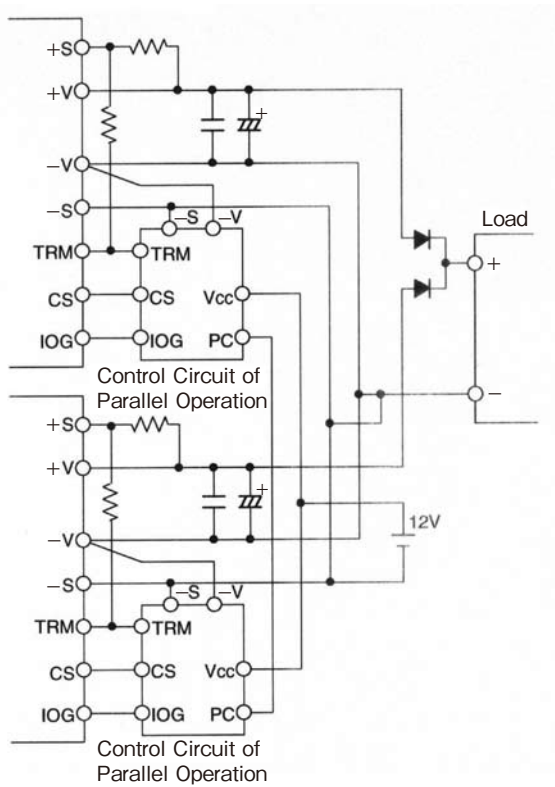 +S
+V
+
−V
−S
−S −V
TRM TRM
CS CS Vcc
IOG IOG PC
Control Circuit of
Parallel Operation
Load
+
−
+S
+V
+
−V
12V
−S
−S −V
TRM TRM
CS CS Vcc
IOG IOG PC
Control Circuit of
Parallel Operation